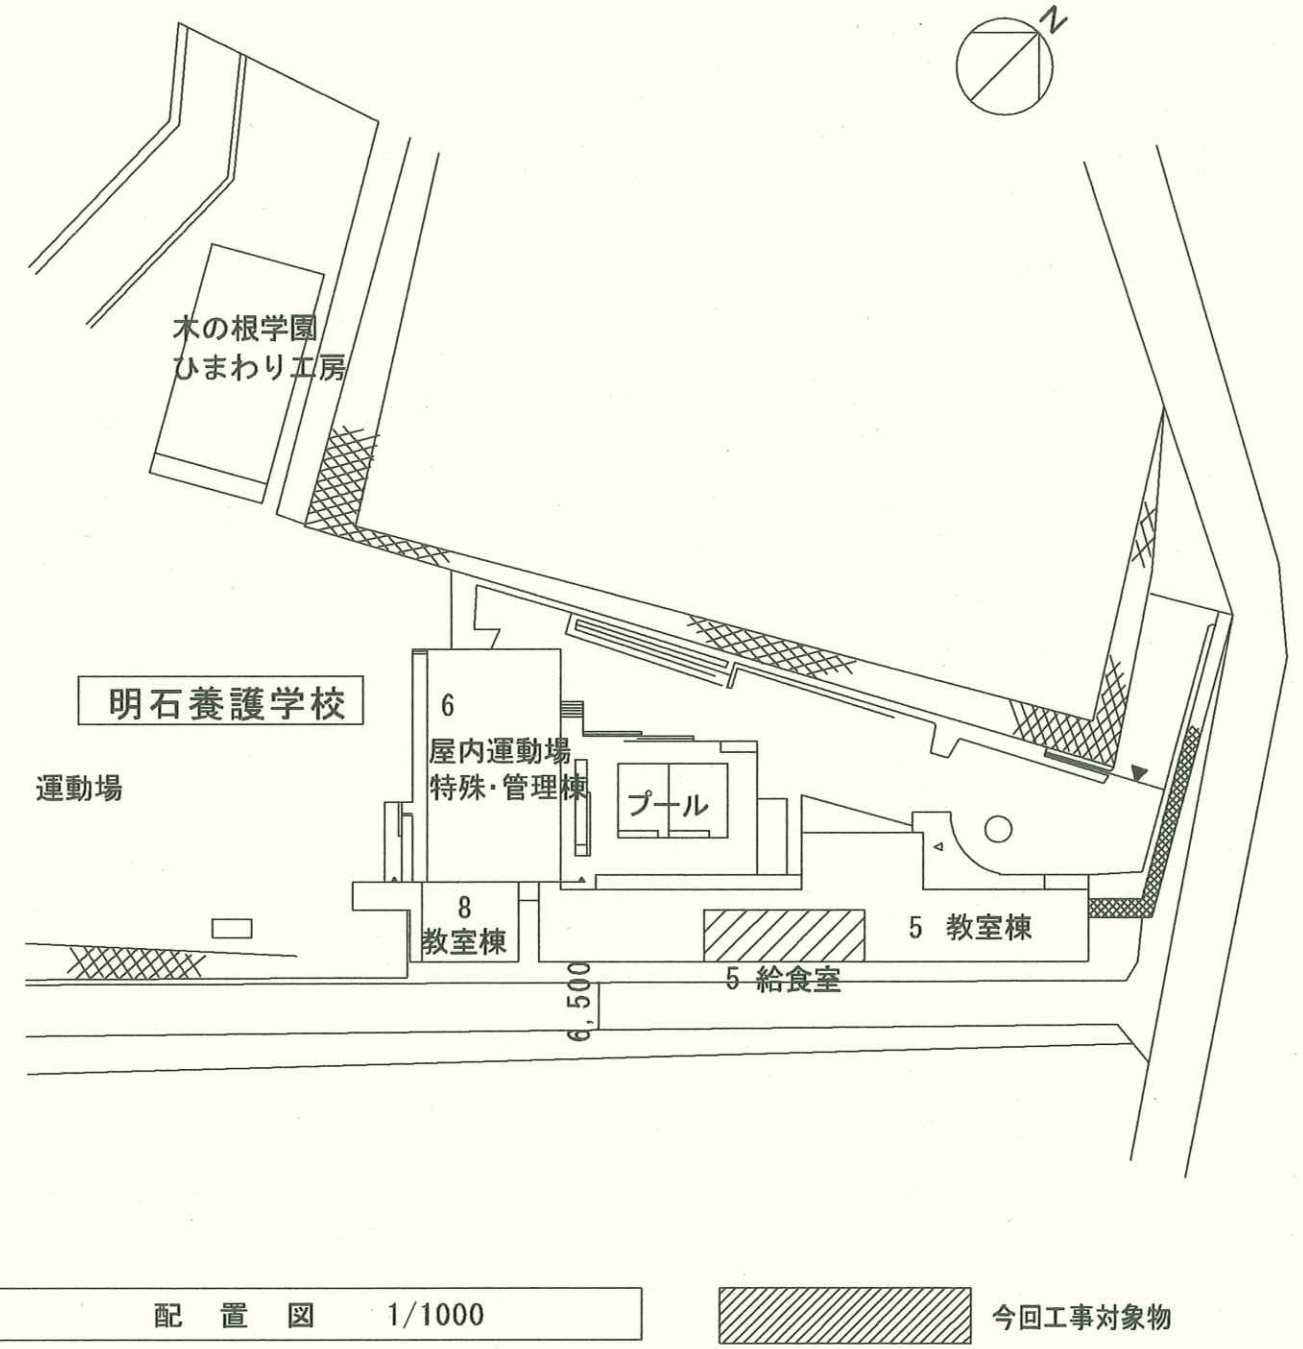 N
木の根学園
ひまわり工房
明石養護学校
運動場
6
屋内運動場
特殊・管理棟
プール
8
教室棟
5 教室棟
5 給食室
6,500
配置図 1/1000
今回工事対象物